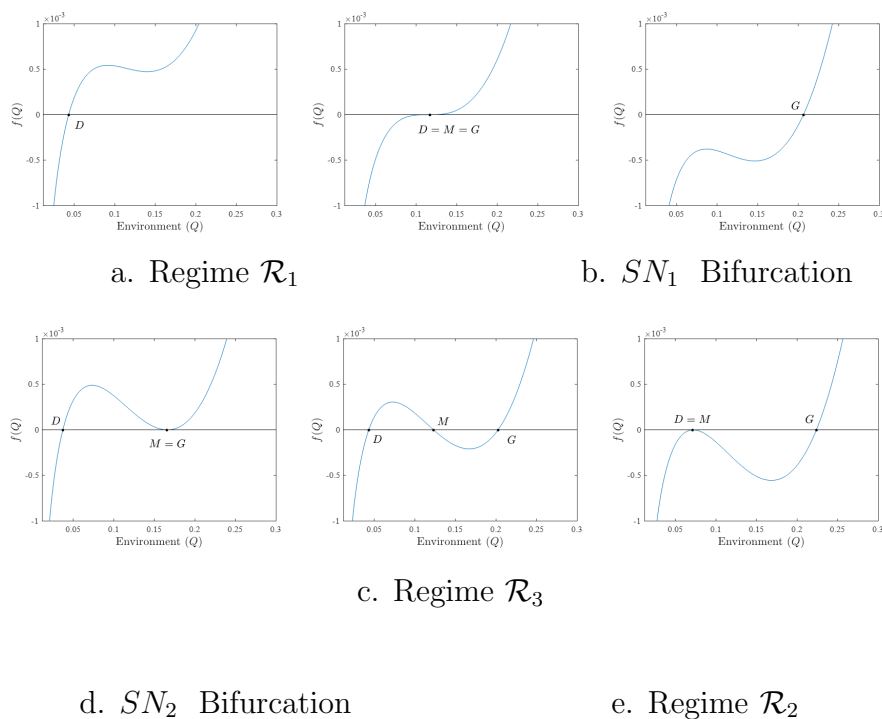 ×10⁻³ ×10⁻³ ×10⁻³
1 1 1
0.5 0.5 0.5
f(Q) 0 f(Q) 0 f(Q) 0
D D = M = G G
-0.5 -0.5 -0.5
-1 -1 -1
0.05 0.1 0.15 0.2 0.25 0.3 0.05 0.1 0.15 0.2 0.25 0.3 0.05 0.1 0.15 0.2 0.25 0.3
Environment (Q) Environment (Q) Environment (Q)
a. Regime ℛ₁ b. SN₁ Bifurcation
×10⁻³ ×10⁻³ ×10⁻³
1 1 1
0.5 0.5 0.5
D M D = M G
f(Q) 0 f(Q) 0 f(Q) 0
M = G D G
-0.5 -0.5 -0.5
-1 -1 -1
0.05 0.1 0.15 0.2 0.25 0.3 0.05 0.1 0.15 0.2 0.25 0.3 0.05 0.1 0.15 0.2 0.25 0.3
Environment (Q) Environment (Q) Environment (Q)
c. Regime ℛ₃
d. SN₂ Bifurcation e. Regime ℛ₂